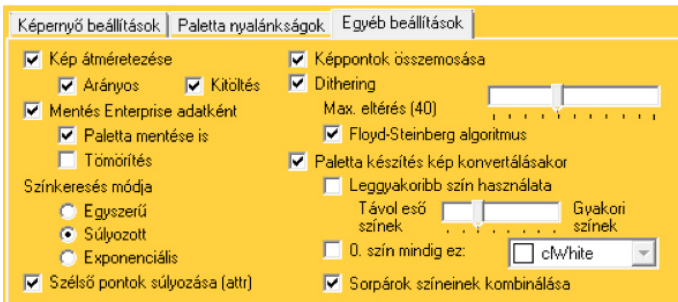 Képernyő beállítások Paletta nyalánkságok Egyéb beállítások
Kép átméretezése
Arányos Kitöltés
Mentés Enterprise adatként
Paletta mentése is
Tömörítés
Színkeresés módja
Egyszerű
Súlyozott
Exponenciális
Szélső pontok súlyozása (attr)
Képpontok összemosása
Dithering
Max. eltérés (40)
Floyd-Steinberg algoritmus
Paletta készítés kép konvertálásakor
Leggyakoribb szín használata
Távol eső színek
Gyakori színek
0. szín mindig ez: clWhite
Sorpárok színeinek kombinálása